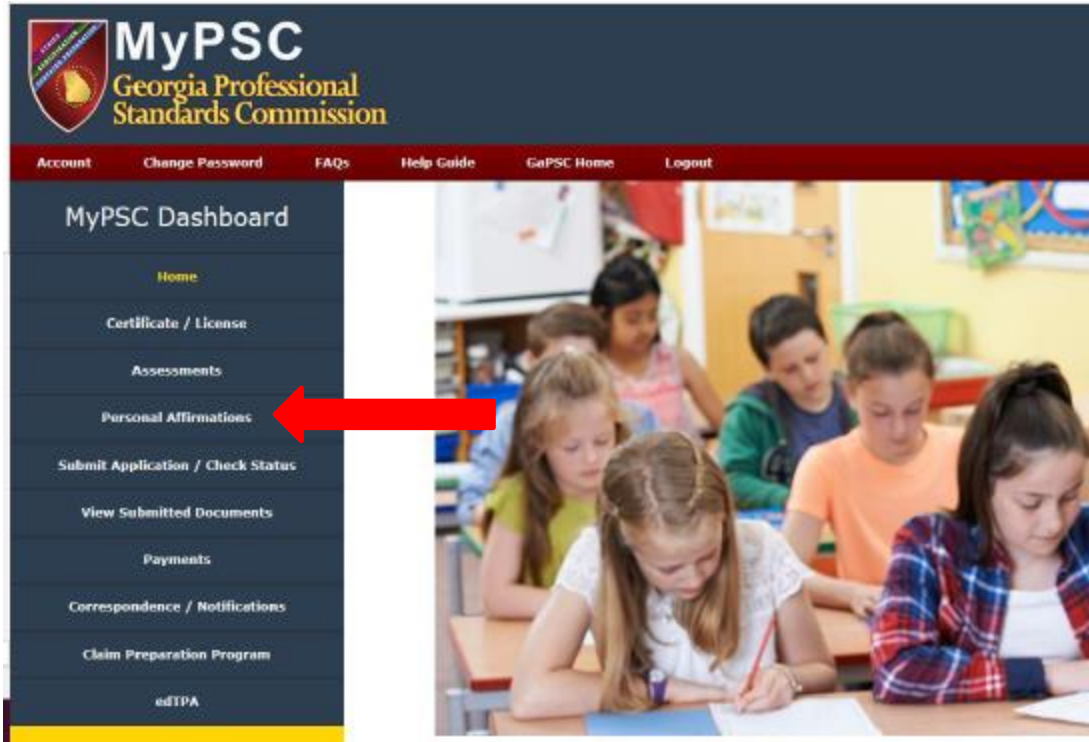 MyPSC
Georgia Professional
Standards Commission
Account Change Password FAQs Help Guide GaPSC Home Logout
MyPSC Dashboard
Home
Certificate / License
Assessments
Personal Affirmations
Submit Application / Check Status
View Submitted Documents
Payments
Correspondence / Notifications
Claim Preparation Program
edTPA